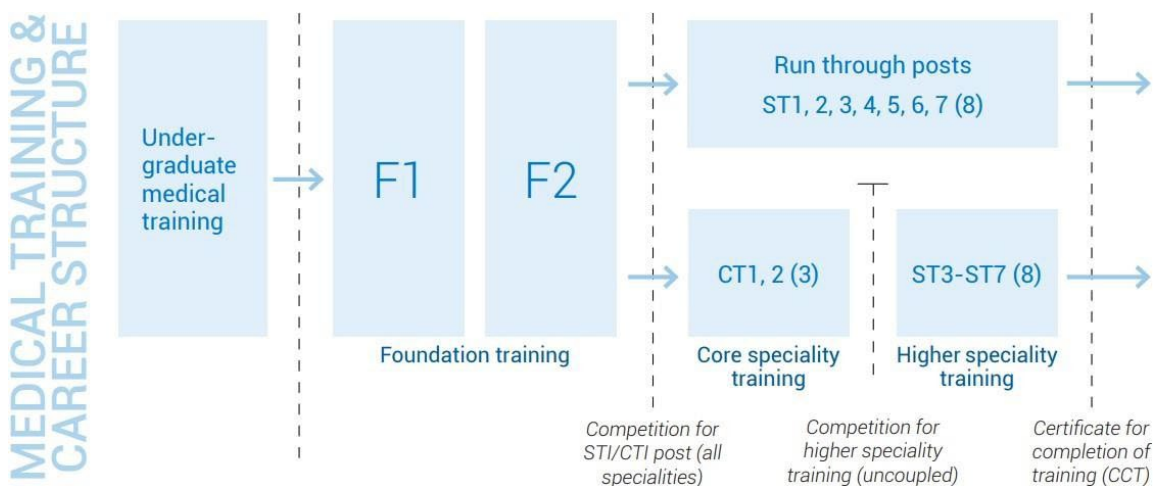 MEDICAL TRAINING &
CAREER STRUCTURE
Under-
graduate
medical
training
F1
F2
Foundation training
Run through posts
ST1, 2, 3, 4, 5, 6, 7 (8)
CT1, 2 (3)
Core speciality
training
ST3-ST7 (8)
Higher speciality
training
Competition for
STI/CTI post (all
specialities)
Competition for
higher speciality
training (uncoupled)
Certificate for
completion of
training (CCT)